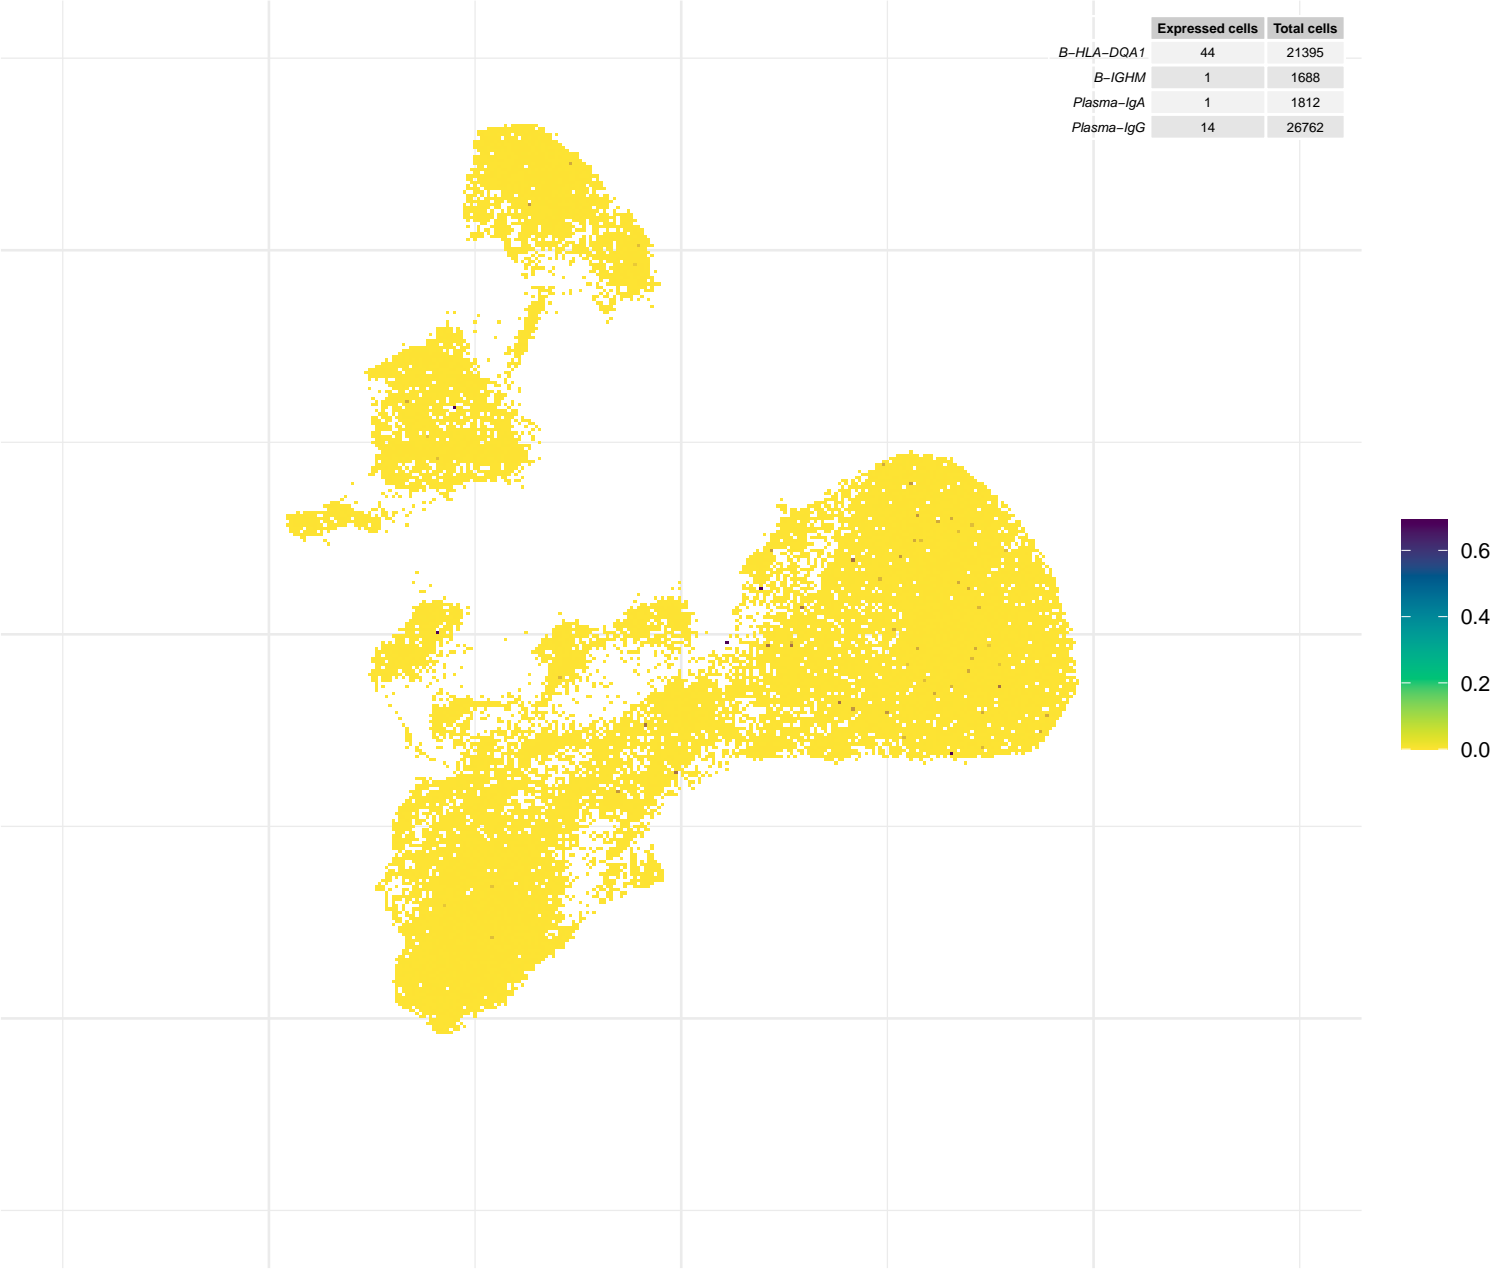 Expressed cells Total cells
B−HLA−DQA1 44 21395
B−IGHM 1 1688
Plasma−IgA 1 1812
Plasma−IgG 14 26762
0.6
0.4
0.2
0.0